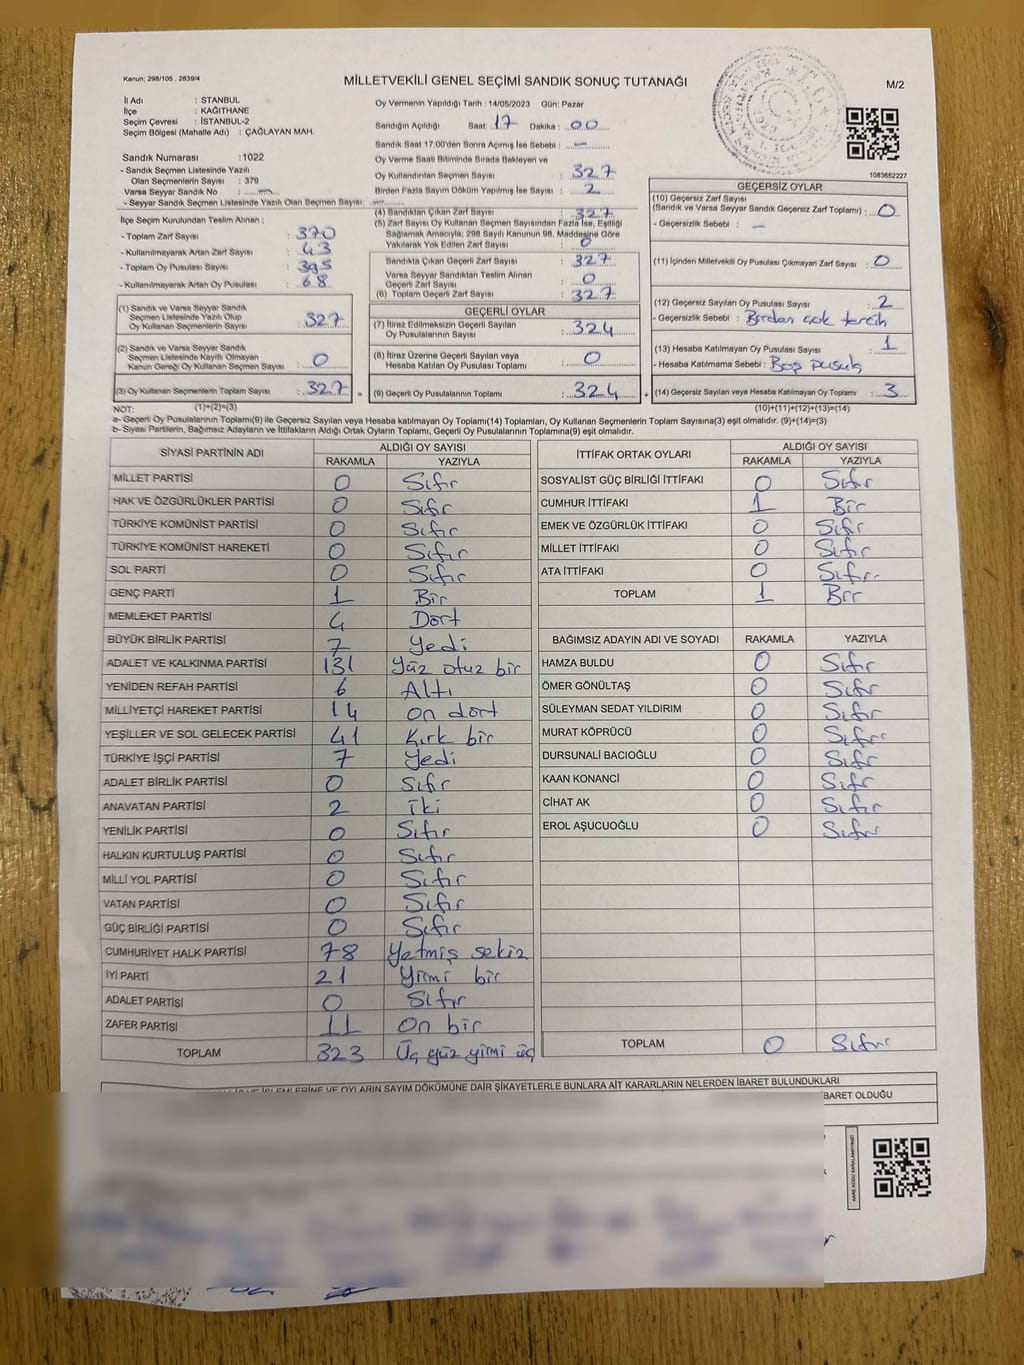 Kanun: 298/105 , 2839/4
MİLLETVEKİLİ GENEL SEÇİMİ SANDIK SONUÇ TUTANAĞI
M/2
İl Adı : STANBUL
İlçe : KAĞITHANE
Seçim Çevresi : İSTANBUL-2
Seçim Bölgesi (Mahalle Adı) : ÇAĞLAYAN MAH.
Sandık Numarası :1022
- Sandık Seçmen Listesinde Yazılı
Olan Seçmenlerin Sayısı : 379
Varsa Seyyar Sandık No : —
- Seyyar Sandık Seçmen Listesinde Yazılı Olan Seçmen Sayısı: —
İlçe Seçim Kurulundan Teslim Alınan ;
- Toplam Zarf Sayısı : 370
- Kullanılmayarak Artan Zarf Sayısı : 43
- Toplam Oy Pusulası Sayısı : 395
- Kullanılmayarak Artan Oy Pusulası : 68
Oy Vermenin Yapıldığı Tarih : 14/05/2023 Gün: Pazar
Sandığın Açıldığı Saat: 17 Dakika : 00
Sandık Saat 17:00'den Sonra Açılmış İse Sebebi : —
Oy Verme Saati Bitiminde Sırada Bekleyen ve
Oy Kullandırılan Seçmen Sayısı : 327
Birden Fazla Sayım Döküm Yapılmış İse Sayısı : 2
(4) Sandıktan Çıkan Zarf Sayısı : 327
(5) Zarf Sayısı Oy Kullanan Seçmen Sayısından Fazla İse, Eşitliği
Sağlamak Amacıyla; 298 Sayılı Kanunun 98. Maddesine Göre
Yakılarak Yok Edilen Zarf Sayısı : 0
Sandıkta Çıkan Geçerli Zarf Sayısı : 327
Varsa Seyyar Sandıktan Teslim Alınan
Geçerli Zarf Sayısı : 0
(6) Toplam Geçerli Zarf Sayısı : 327
1083652227
GEÇERSİZ OYLAR
(10) Geçersiz Zarf Sayısı
(Sandık ve Varsa Seyyar Sandık Geçersiz Zarf Toplamı) : 0
- Geçersizlik Sebebi : —
(11) İçinden Milletvekili Oy Pusulası Çıkmayan Zarf Sayısı : 0
(12) Geçersiz Sayılan Oy Pusulası Sayısı : 2
- Geçersizlik Sebebi : Birden çok tercih
(13) Hesaba Katılmayan Oy Pusulası Sayısı : 1
- Hesaba Katılmama Sebebi : Boş pusula
(1) Sandık ve Varsa Seyyar Sandık
Seçmen Listesinde Yazılı Olup
Oy Kullanan Seçmenlerin Sayısı : 327
(2) Sandık ve Varsa Seyyar Sandık
Seçmen Listesinde Kayıtlı Olmayan
Kanun Gereği Oy Kullanan Seçmen Sayısı : 0
GEÇERLİ OYLAR
(7) İtiraz Edilmeksizin Geçerli Sayılan
Oy Pusulalarının Sayısı : 324
(8) İtiraz Üzerine Geçerli Sayılan veya
Hesaba Katılan Oy Pusulası Toplamı : 0
(3) Oy Kullanan Seçmenlerin Toplam Sayısı : 327 = (9) Geçerli Oy Pusulalarının Toplamı : 324 + (14) Geçersiz Sayılan veya Hesaba Katılmayan Oy Toplamı : 3
NOT: (1)+(2)=(3) (10)+(11)+(12)+(13)=(14)
a- Geçerli Oy Pusulalarının Toplamı(9) ile Geçersiz Sayılan veya Hesaba Katılmayan Oy Toplamı(14) Toplamları, Oy Kullanan Seçmenlerin Toplam Sayısına(3) eşit olmalıdır. (9)+(14)=(3)
b- Siyasi Partilerin, Bağımsız Adayların ve İttifakların Aldığı Ortak Oyların Toplamı, Geçerli Oy Pusulalarının Toplamına(9) eşit olmalıdır.
SİYASİ PARTİNİN ADI ALDIĞI OY SAYISI
RAKAMLA YAZIYLA
MİLLET PARTİSİ 0 Sıfır
HAK VE ÖZGÜRLÜKLER PARTİSİ 0 Sıfır
TÜRKİYE KOMÜNİST PARTİSİ 0 Sıfır
TÜRKİYE KOMÜNİST HAREKETİ 0 Sıfır
SOL PARTİ 0 Sıfır
GENÇ PARTİ 1 Bir
MEMLEKET PARTİSİ 4 Dört
BÜYÜK BİRLİK PARTİSİ 7 Yedi
ADALET VE KALKINMA PARTİSİ 131 Yüz otuz bir
YENİDEN REFAH PARTİSİ 6 Altı
MİLLİYETÇİ HAREKET PARTİSİ 14 on dört
YEŞİLLER VE SOL GELECEK PARTİSİ 41 Kırk bir
TÜRKİYE İŞÇİ PARTİSİ 7 Yedi
ADALET BİRLİK PARTİSİ 0 Sıfır
ANAVATAN PARTİSİ 2 iki
YENİLİK PARTİSİ 0 Sıfır
HALKIN KURTULUŞ PARTİSİ 0 Sıfır
MİLLİ YOL PARTİSİ 0 Sıfır
VATAN PARTİSİ 0 Sıfır
GÜÇ BİRLİĞİ PARTİSİ 0 Sıfır
CUMHURİYET HALK PARTİSİ 78 Yetmiş sekiz
İYİ PARTİ 21 Yirmi bir
ADALET PARTİSİ 0 Sıfır
ZAFER PARTİSİ 11 On bir
TOPLAM 323 Üç yüz yirmi üç
İTTİFAK ORTAK OYLARI ALDIĞI OY SAYISI
RAKAMLA YAZIYLA
SOSYALİST GÜÇ BİRLİĞİ İTTİFAKI 0 Sıfır
CUMHUR İTTİFAKI 1 Bir
EMEK VE ÖZGÜRLÜK İTTİFAKI 0 Sıfır
MİLLET İTTİFAKI 0 Sıfır
ATA İTTİFAKI 0 Sıfır
TOPLAM 1 Bir
BAĞIMSIZ ADAYIN ADI VE SOYADI RAKAMLA YAZIYLA
HAMZA BULDU 0 Sıfır
ÖMER GÖNÜLTAŞ 0 Sıfır
SÜLEYMAN SEDAT YILDIRIM 0 Sıfır
MURAT KÖPRÜCÜ 0 Sıfır
DURSUNALİ BACIOĞLU 0 Sıfır
KAAN KONANCİ 0 Sıfır
CİHAT AK 0 Sıfır
EROL AŞUCUOĞLU 0 Sıfır
TOPLAM 0 Sıfır
İŞLEMLERİNE VE OYLARIN SAYIM DÖKÜMÜNE DAİR ŞİKAYETLERLE BUNLARA AİT KARARLARIN NELERDEN İBARET BULUNDUKLARI
İBARET OLDUĞU